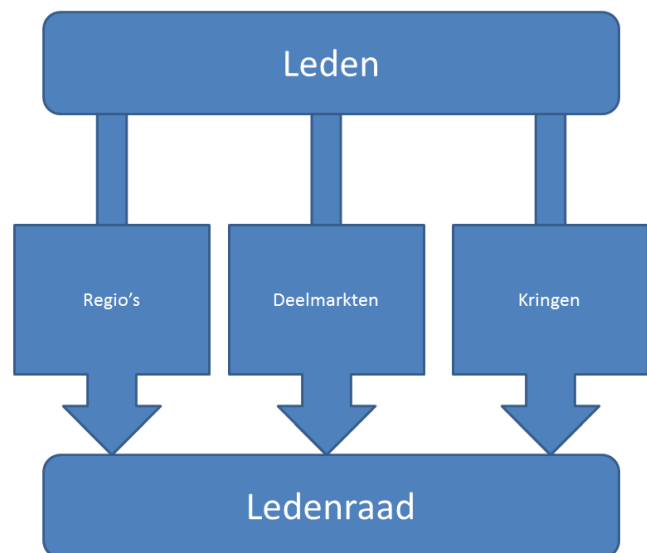 Leden
Regio’s
Deelmarkten
Kringen
Ledenraad